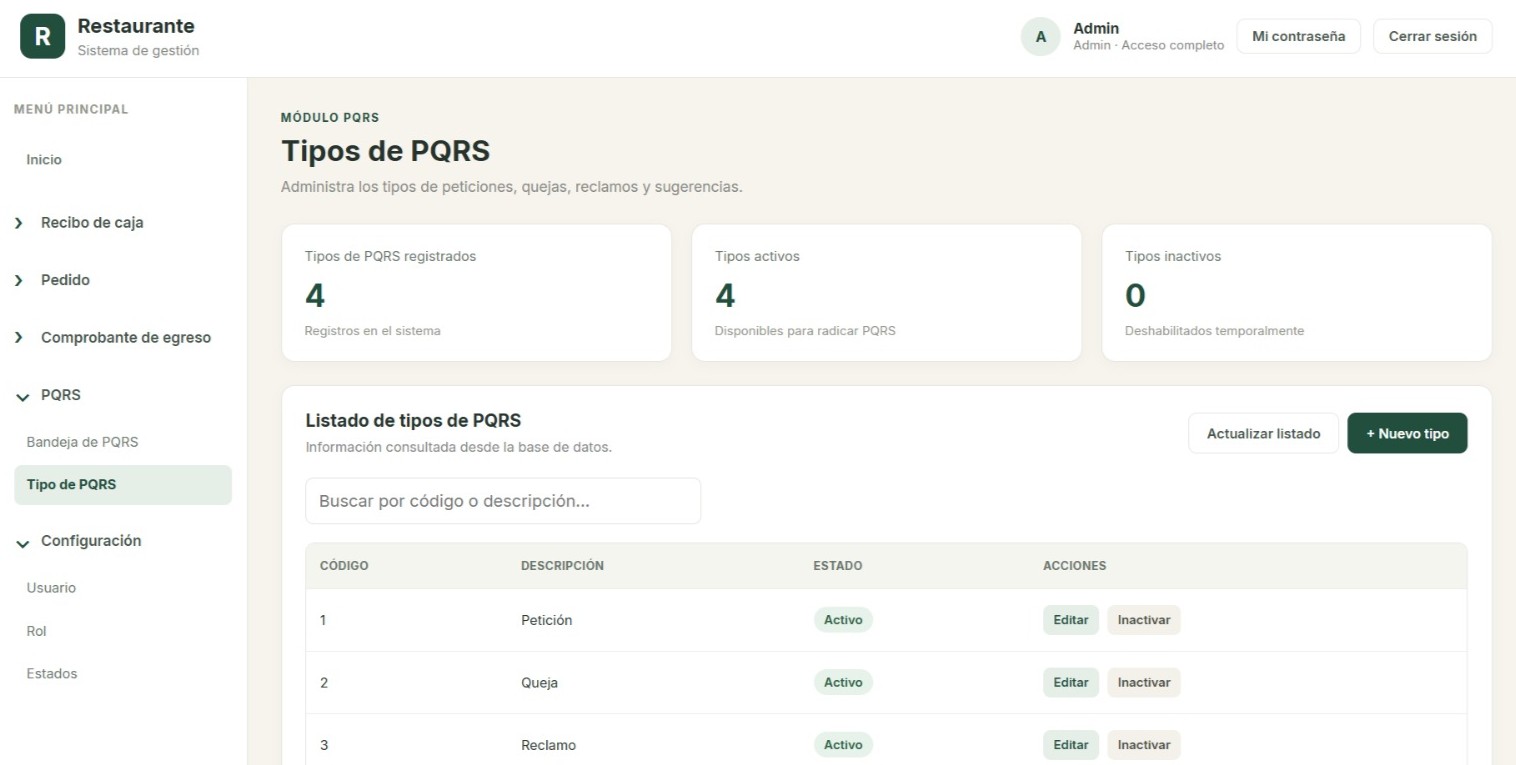 R
Restaurante
Sistema de gestión
A
Admin
Admin · Acceso completo
Mi contraseña
Cerrar sesión
MENÚ PRINCIPAL
Inicio
Recibo de caja
Pedido
Comprobante de egreso
PQRS
Bandeja de PQRS
Tipo de PQRS
Configuración
Usuario
Rol
Estados
MÓDULO PQRS
Tipos de PQRS
Administra los tipos de peticiones, quejas, reclamos y sugerencias.
Tipos de PQRS registrados
4
Registros en el sistema
Tipos activos
4
Disponibles para radicar PQRS
Tipos inactivos
0
Deshabilitados temporalmente
Listado de tipos de PQRS
Información consultada desde la base de datos.
Actualizar listado
+ Nuevo tipo
Buscar por código o descripción...
CÓDIGO DESCRIPCIÓN ESTADO ACCIONES
1 Petición Activo Editar Inactivar
2 Queja Activo Editar Inactivar
3 Reclamo Activo Editar Inactivar